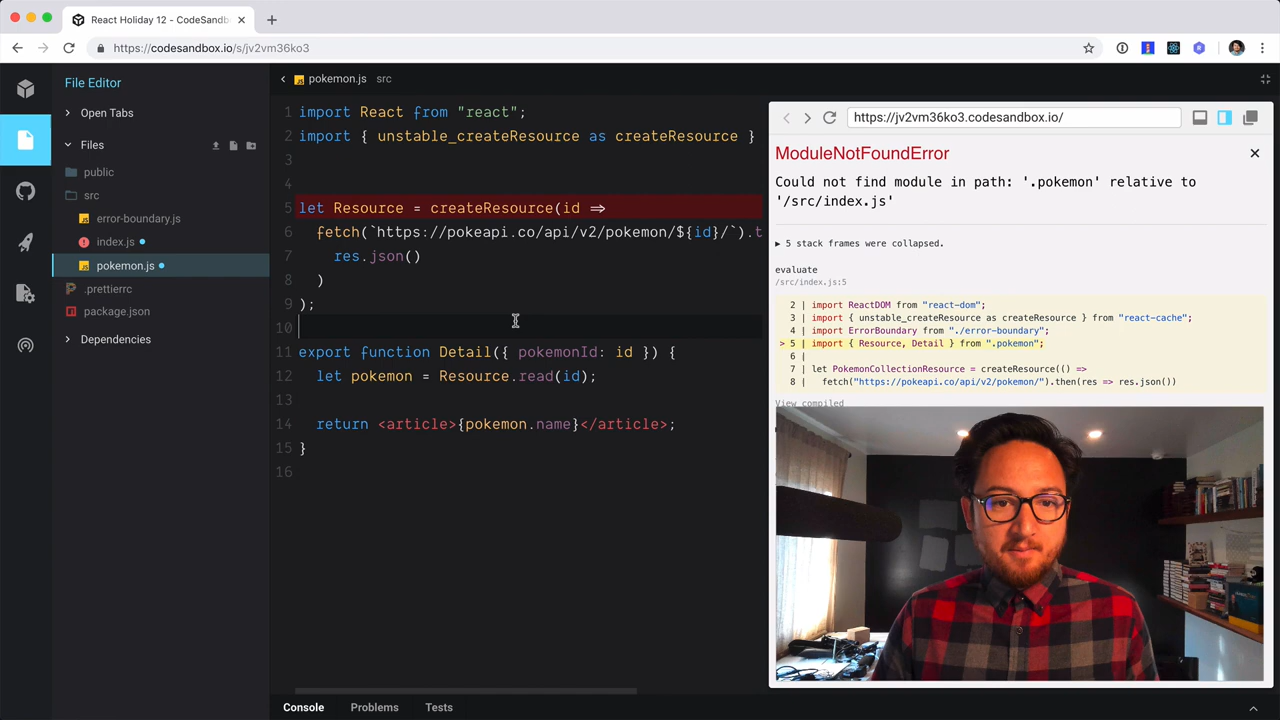 React Holiday 12 - CodeSandb
https://codesandbox.io/s/jv2vm36ko3
File Editor
Open Tabs
Files
public
src
error-boundary.js
index.js
pokemon.js
.prettierrc
package.json
Dependencies
pokemon.js src
1 import React from "react";
2 import { unstable_createResource as createResource }
3
4
5 let Resource = createResource(id ⇒
6 fetch(`https://pokeapi.co/api/v2/pokemon/${id}/`).t
7 res.json()
8 )
9 );
10
11 export function Detail({ pokemonId: id }) {
12 let pokemon = Resource.read(id);
13
14 return <article>{pokemon.name}</article>;
15 }
16
https://jv2vm36ko3.codesandbox.io/
ModuleNotFoundError
Could not find module in path: '.pokemon' relative to
'/src/index.js'
▶ 5 stack frames were collapsed.
evaluate
/src/index.js:5
2 | import ReactDOM from "react-dom";
3 | import { unstable_createResource as createResource } from "react-cache";
4 | import ErrorBoundary from "./error-boundary";
> 5 | import { Resource, Detail } from ".pokemon";
6 |
7 | let PokemonCollectionResource = createResource(() =>
8 | fetch("https://pokeapi.co/api/v2/pokemon/").then(res => res.json())
View compiled
Console Problems Tests